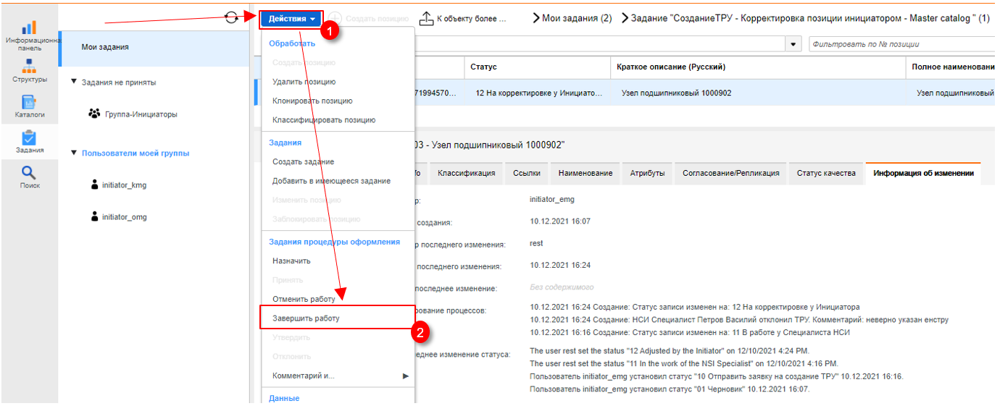 Информационна
панель
Структуры
Каталоги
Задания
Поиск
Мои задания
Задания не приняты
Группа-Инициаторы
Пользователи моей группы
initiator_kmg
initiator_omg
Действия
1
Создать позицию
К объекту более ...
Мои задания (2)
Задание "СозданиеТРУ - Корректировка позиции инициатором - Master catalog " (1)
Фильтровать по № позиции
Статус
Краткое описание (Русский)
Полное наименовани
71994570...
12 На корректировке у Инициато...
Узел подшипниковый 1000902
Узел подшипниковый
Обработать
Создать позицию
Удалить позицию
Клонировать позицию
Классифицировать позицию
Задания
Создать задание
Добавить в имеющееся задание
Изменить позицию
Заблокировать позицию
Задания процедуры оформления
Назначить
Принять
Отменить работу
Завершить работу
2
Утвердить
Отклонить
Комментарий и...
Данные
03 - Узел подшипниковый 1000902"
fo
Классификация
Ссылки
Наименование
Атрибуты
Согласование/Репликация
Статус качества
Информация об изменении
р:
initiator_emg
создания:
10.12.2021 16:07
р последнего изменения:
rest
последнего изменения:
10.12.2021 16:24
последнее изменение:
Без содержимого
рование процессов:
10.12.2021 16:24 Создание: Статус записи изменен на: 12 На корректировке у Инициатора
10.12.2021 16:24 Создание: НСИ Специалист Петров Василий отклонил ТРУ. Комментарий: неверно указан енстру
10.12.2021 16:16 Создание: Статус записи изменен на: 11 В работе у Специалиста НСИ
еднее изменение статуса:
The user rest set the status "12 Adjusted by the Initiator" on 12/10/2021 4:24 PM.
The user rest set the status "11 In the work of the NSI Specialist" on 12/10/2021 4:16 PM.
Пользователь initiator_emg установил статус "10 Отправить заявку на создание ТРУ" 10.12.2021 16:16.
Пользователь initiator_emg установил статус "01 Черновик" 10.12.2021 16:07.